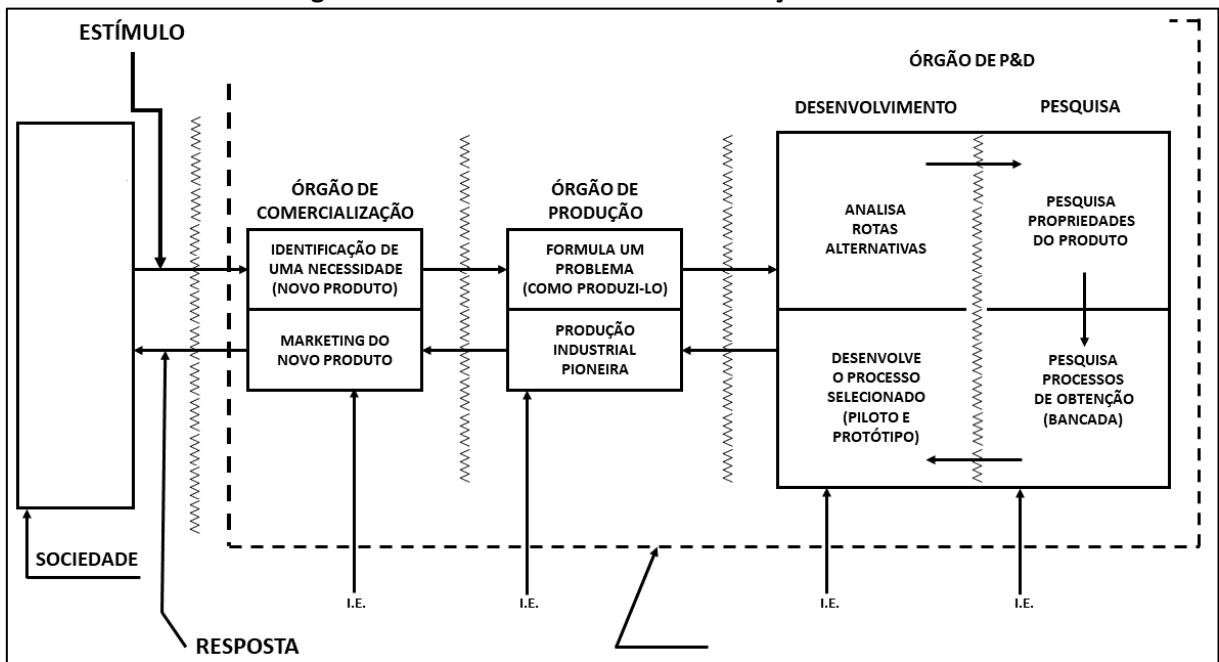 ESTÍMULO
ÓRGÃO DE P&D
DESENVOLVIMENTO
PESQUISA
ÓRGÃO DE
COMERCIALIZAÇÃO
ÓRGÃO DE
PRODUÇÃO
IDENTIFICAÇÃO DE
UMA NECESSIDADE
(NOVO PRODUTO)
FORMULA UM
PROBLEMA
(COMO PRODUZI-LO)
ANALISA
ROTAS
ALTERNATIVAS
PESQUISA
PROPRIEDADES
DO PRODUTO
MARKETING DO
NOVO PRODUTO
PRODUÇÃO
INDUSTRIAL
PIONEIRA
DESENVOLVE
O PROCESSO
SELECIONADO
(PILOTO E
PROTÓTIPO)
PESQUISA
PROCESSOS
DE OBTENÇÃO
(BANCADA)
SOCIEDADE
I.E.
I.E.
I.E.
I.E.
RESPOSTA